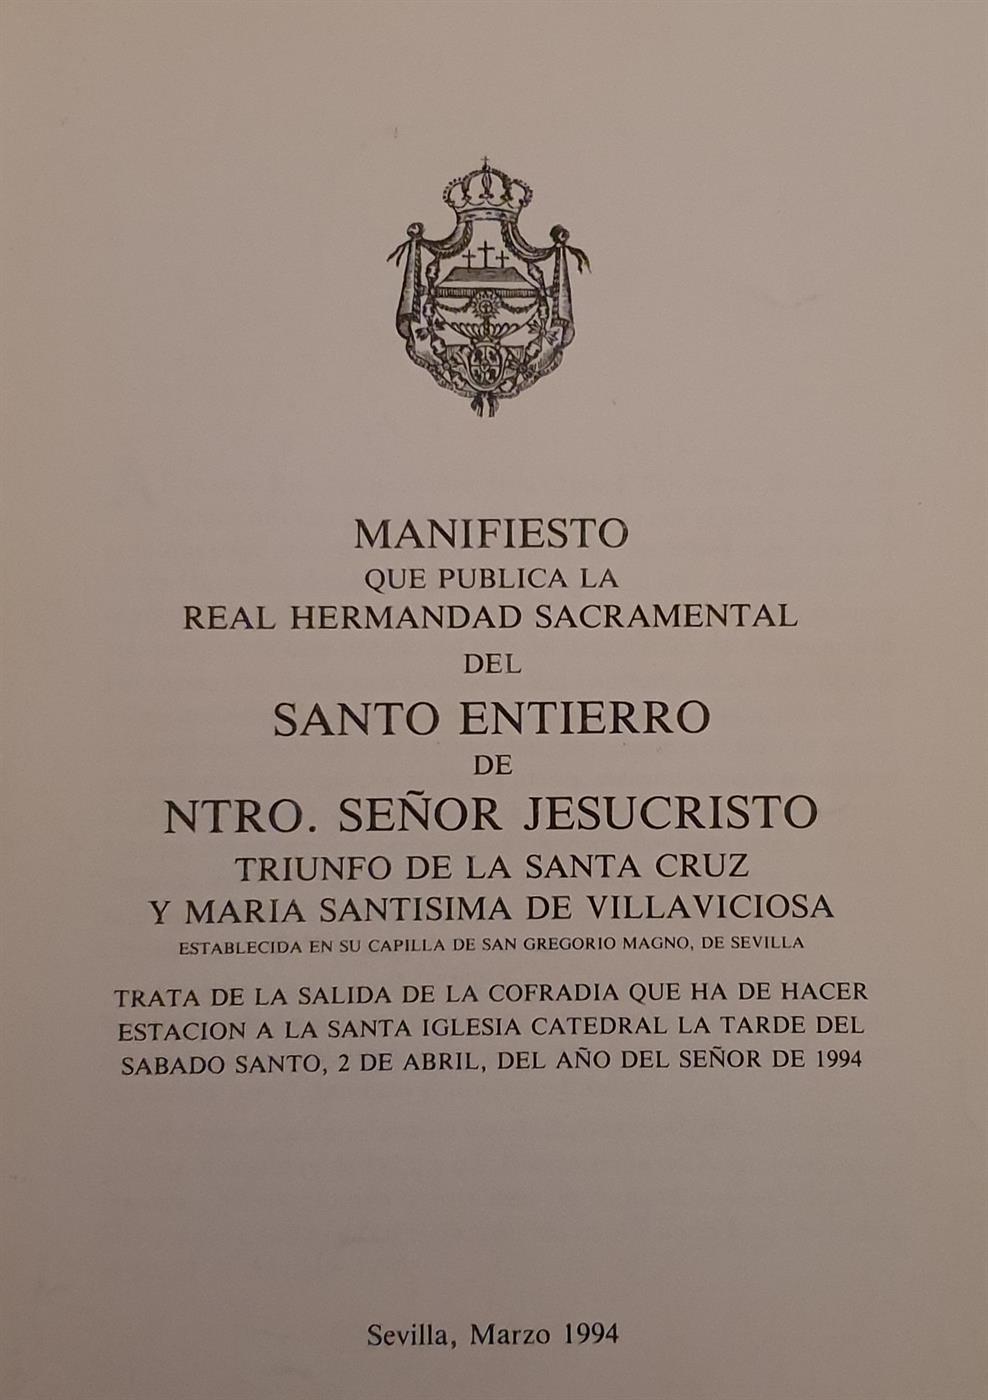 MANIFIESTO
QUE PUBLICA LA
REAL HERMANDAD SACRAMENTAL
DEL
SANTO ENTIERRO
DE
NTRO. SEÑOR JESUCRISTO
TRIUNFO DE LA SANTA CRUZ
Y MARIA SANTISIMA DE VILLAVICIOSA
ESTABLECIDA EN SU CAPILLA DE SAN GREGORIO MAGNO, DE SEVILLA
TRATA DE LA SALIDA DE LA COFRADIA QUE HA DE HACER
ESTACION A LA SANTA IGLESIA CATEDRAL LA TARDE DEL
SABADO SANTO, 2 DE ABRIL, DEL AÑO DEL SEÑOR DE 1994
Sevilla, Marzo 1994